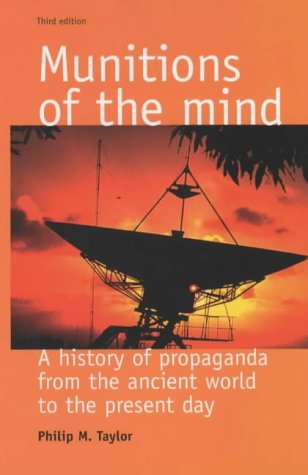 Third edition
Munitions
of the mind
A history of propaganda
from the ancient world
to the present day
Philip M. Taylor